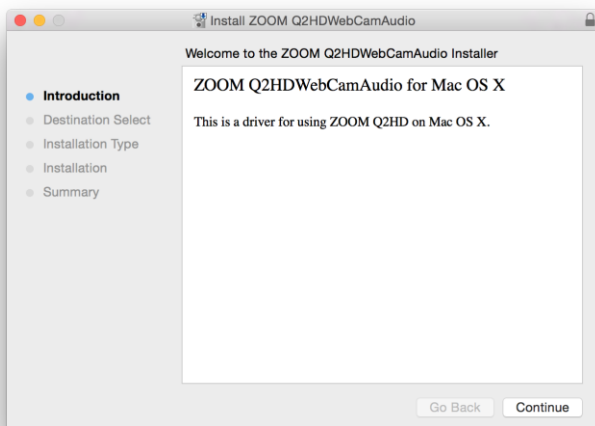 Install ZOOM Q2HDWebCamAudio
Welcome to the ZOOM Q2HDWebCamAudio Installer
Introduction
Destination Select
Installation Type
Installation
Summary
ZOOM Q2HDWebCamAudio for Mac OS X
This is a driver for using ZOOM Q2HD on Mac OS X.
Go Back
Continue